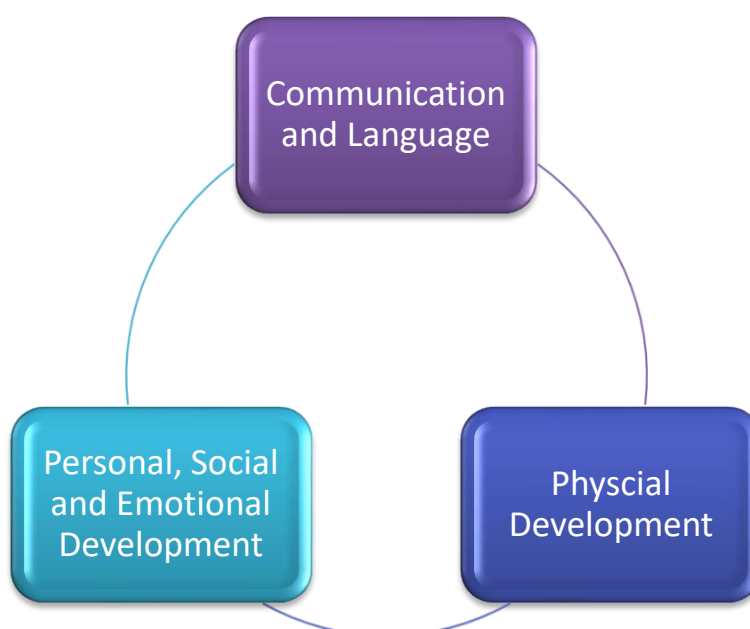 Communication
and Language
Personal, Social
and Emotional
Development
Physcial
Development